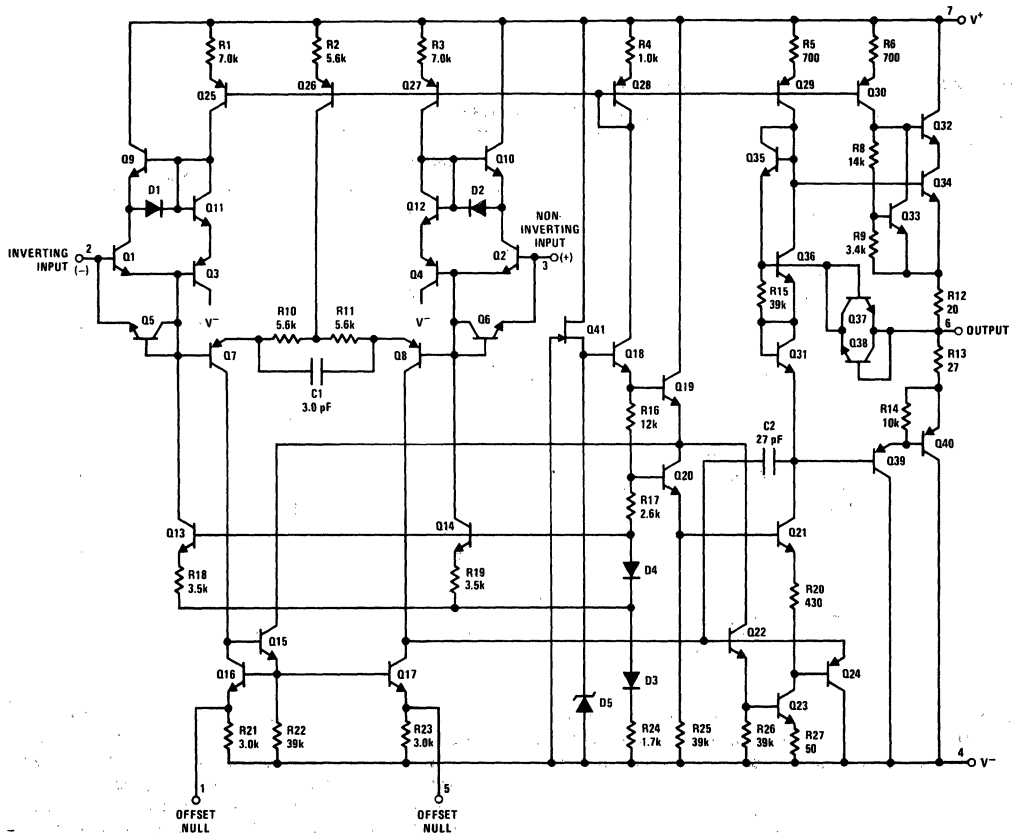 7
V+
R1
7.0k
R2
5.6k
R3
7.0k
R4
1.0k
R5
700
R6
700
Q25
Q26
Q27
Q28
Q29
Q30
Q9
Q10
Q35
R8
14k
Q32
D1
D2
Q34
Q11
Q12
Q33
NON-
INVERTING
INPUT
3 (+)
INVERTING
INPUT
2
(-)
Q1
Q3
Q4
Q2
R9
3.4k
Q36
V-
V-
R15
39k
R12
20
Q5
R10
5.6k
R11
5.6k
Q6
Q41
Q37
Q38
6
OUTPUT
Q7
Q8
Q18
Q31
R13
27
C1
3.0 pF
Q19
R16
12k
R14
10k
C2
27 pF
Q39
Q40
Q20
Q13
Q14
R17
2.6k
Q21
R18
3.5k
R19
3.5k
D4
R20
430
Q15
Q22
Q24
Q16
Q17
D3
D5
Q23
R21
3.0k
R22
39k
R23
3.0k
R24
1.7k
R25
39k
R26
39k
R27
50
4
V-
1
5
OFFSET
NULL
OFFSET
NULL